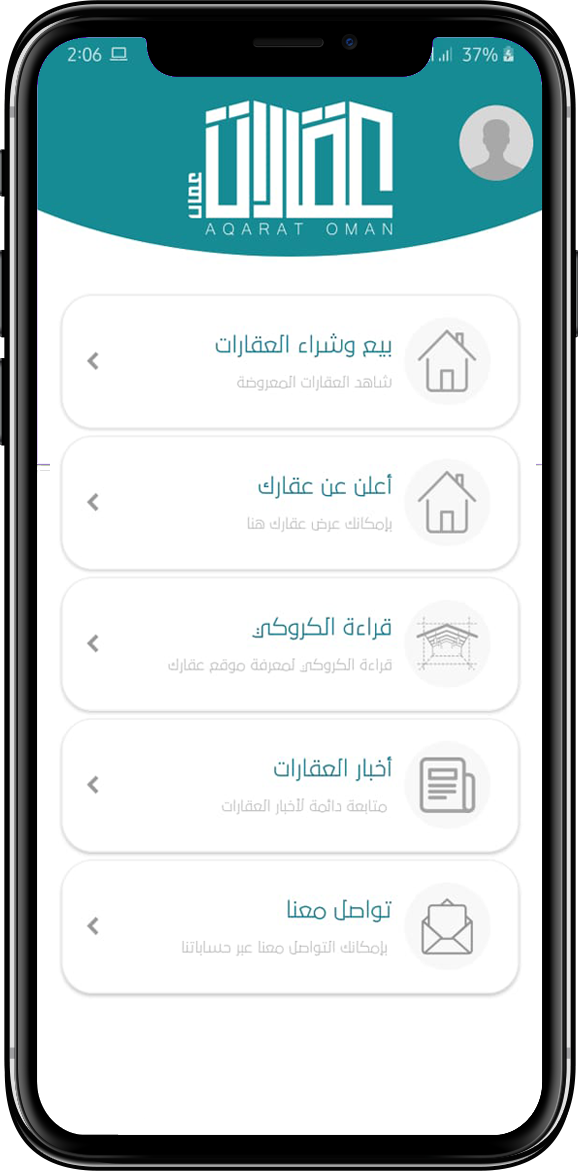 2:06 37%
عقارات
عمان
AQARAT OMAN
بيع وشراء العقارات
شاهد العقارات المعروضة
أعلن عن عقارك
بإمكانك عرض عقارك هنا
قراءة الكروكي
قراءة الكروكي لمعرفة موقع عقارك
أخبار العقارات
متابعة دائمة لأخبار العقارات
تواصل معنا
بإمكانك التواصل معنا عبر حساباتنا